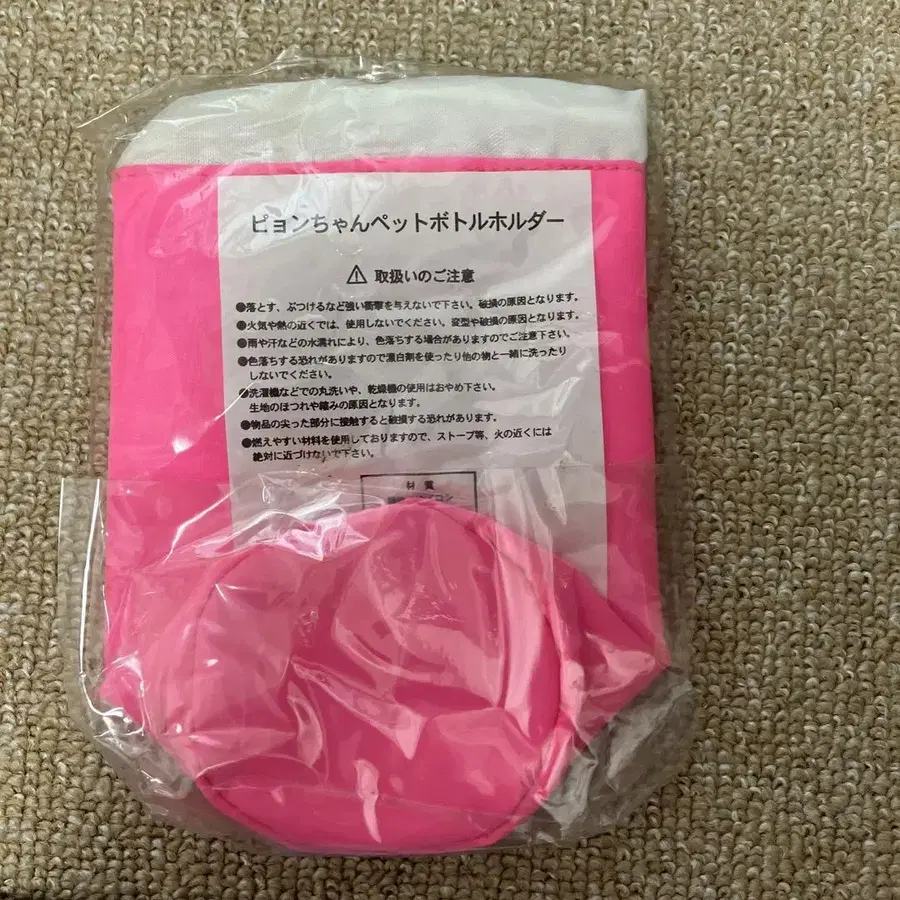 ピョンちゃんペットボトルホルダー
⚠ 取扱いのご注意
●落とす、ぶつけるなど強い衝撃を与えないで下さい。破損の原因となります。
●火気や熱の近くでは、使用しないでください。変型や破損の原因となります。
●雨や汗などの水濡れにより、色落ちする場合がありますのでご注意下さい。
●色落ちする恐れがありますので漂白剤を使ったり他の物と一緒に洗ったり
しないでください。
●洗濯機などでの丸洗いや、乾燥機の使用はおやめ下さい。
生地のほつれや縮みの原因となります。
●物品の尖った部分に接触すると破損する恐れがあります。
●燃えやすい材料を使用しておりますので、ストーブ等、火の近くには
絶対に近づけないで下さい。
材 質